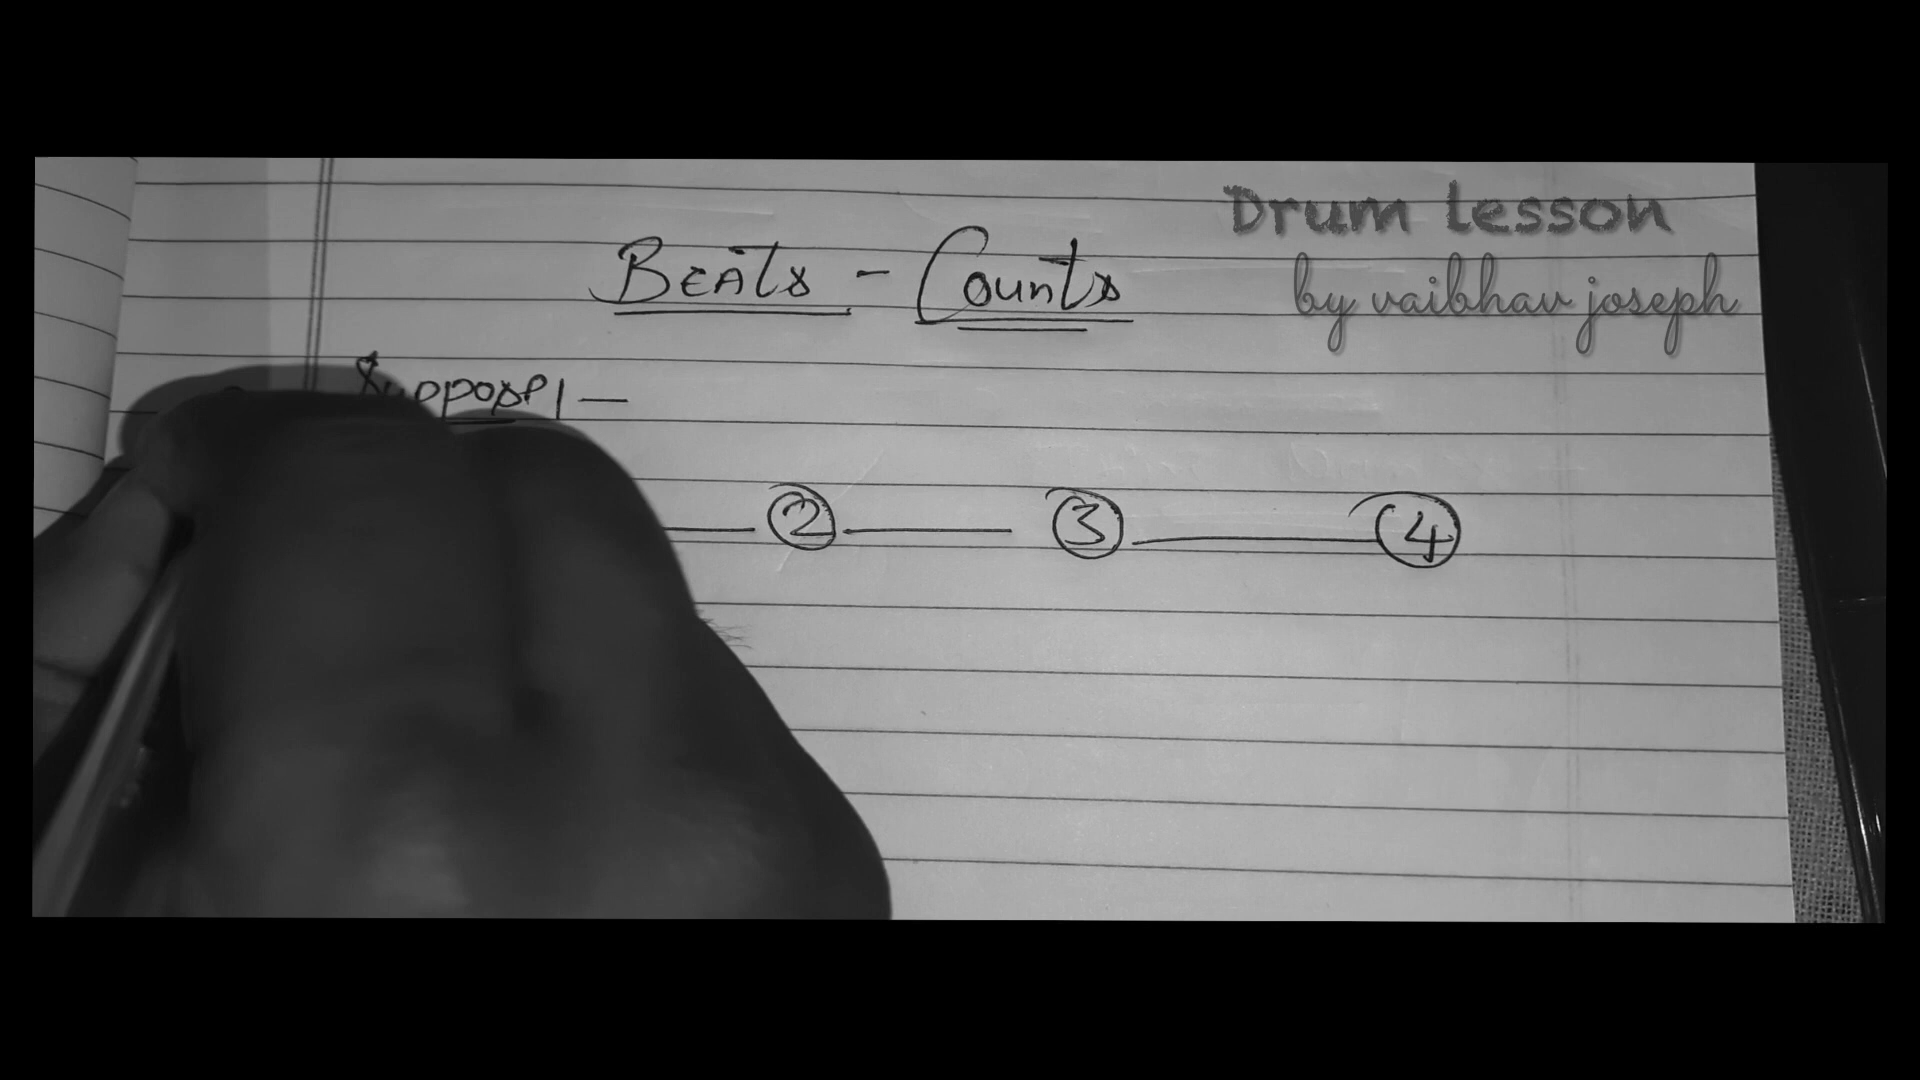 Drum lesson
by vaibhav joseph
Beats - Counts
Suppose | —
2 3 4